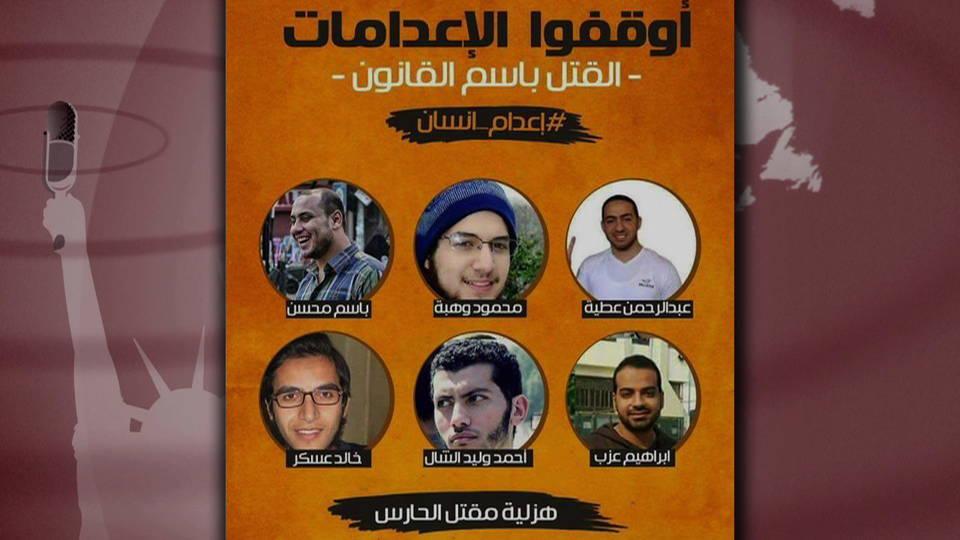 أوقفوا الإعدامات
- القتل باسم القانون -
#إعدام_انسان
عبدالرحمن عطية
محمود وهبة
باسم محسن
ابراهيم عزب
أحمد وليد الشال
خالد عسكر
هزلية مقتل الحارس